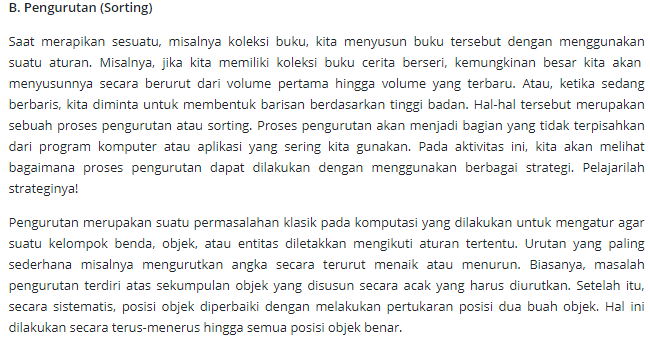 B. Pengurutan (Sorting)
Saat merapikan sesuatu, misalnya koleksi buku, kita menyusun buku tersebut dengan menggunakan
suatu aturan. Misalnya, jika kita memiliki koleksi buku cerita berseri, kemungkinan besar kita akan
menyusunnya secara berurut dari volume pertama hingga volume yang terbaru. Atau, ketika sedang
berbaris, kita diminta untuk membentuk barisan berdasarkan tinggi badan. Hal-hal tersebut merupakan
sebuah proses pengurutan atau sorting. Proses pengurutan akan menjadi bagian yang tidak terpisahkan
dari program komputer atau aplikasi yang sering kita gunakan. Pada aktivitas ini, kita akan melihat
bagaimana proses pengurutan dapat dilakukan dengan menggunakan berbagai strategi. Pelajarilah
strateginya!
Pengurutan merupakan suatu permasalahan klasik pada komputasi yang dilakukan untuk mengatur agar
suatu kelompok benda, objek, atau entitas diletakkan mengikuti aturan tertentu. Urutan yang paling
sederhana misalnya mengurutkan angka secara terurut menaik atau menurun. Biasanya, masalah
pengurutan terdiri atas sekumpulan objek yang disusun secara acak yang harus diurutkan. Setelah itu,
secara sistematis, posisi objek diperbaiki dengan melakukan pertukaran posisi dua buah objek. Hal ini
dilakukan secara terus-menerus hingga semua posisi objek benar.